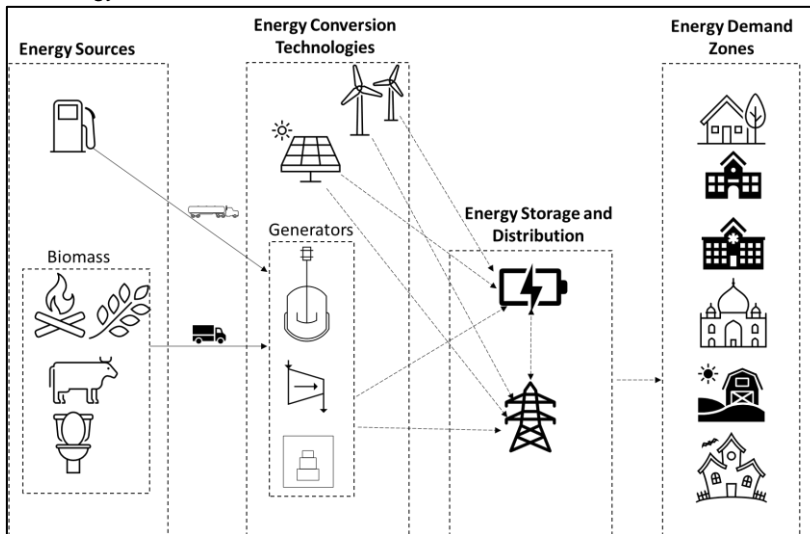 Energy Sources
Energy Conversion
Technologies
Energy Demand
Zones
Energy Storage and
Distribution
Biomass
Generators